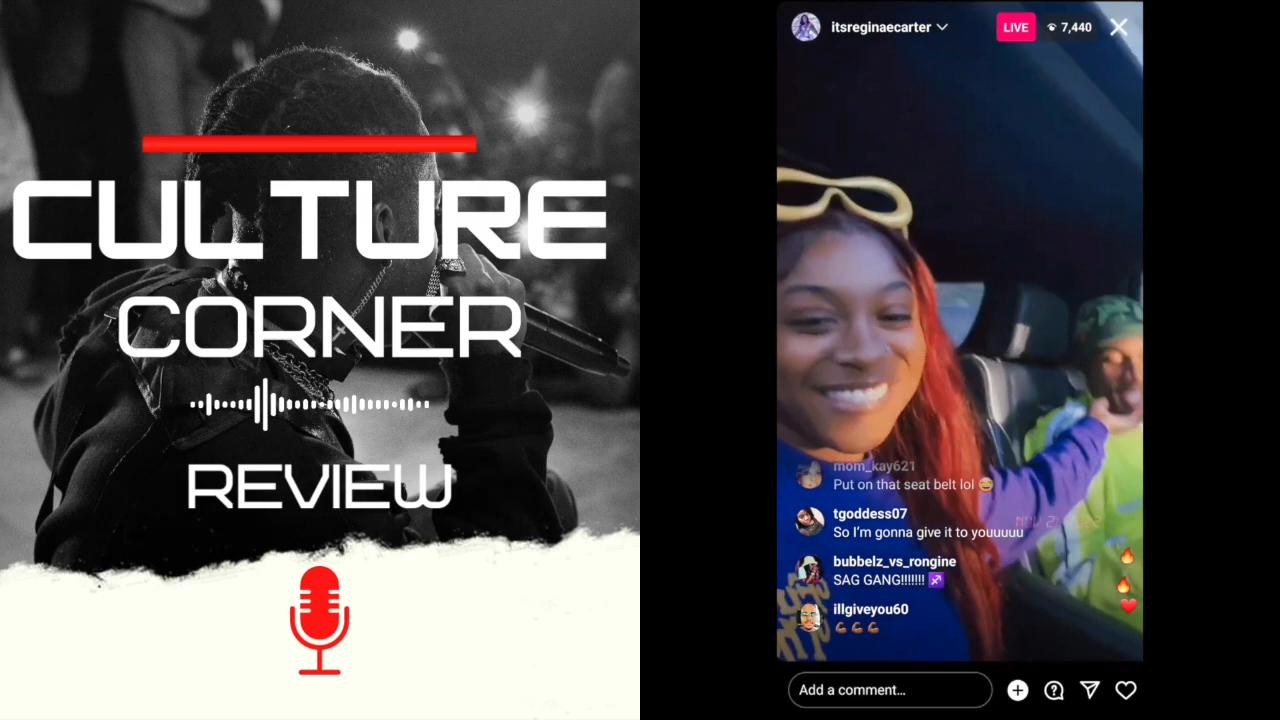 CULTURE
CORNER
REVIEW
itsreginaecarter
LIVE
7,440
mom_kay621
Put on that seat belt lol 😂
tgoddess07
So I'm gonna give it to youuuuu
bubbelz_vs_rongine
SAG GANG!!!!!!! ♐
illgiveyou60
💪🏾💪🏾💪🏾
Add a comment...